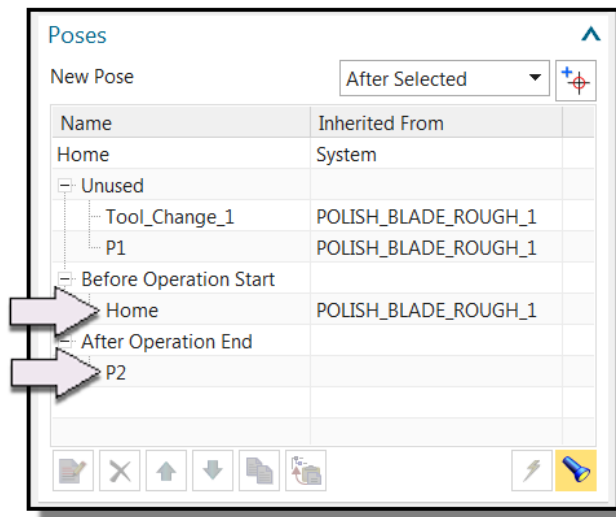 Poses
New Pose After Selected
Name Inherited From
Home System
Unused
Tool_Change_1 POLISH_BLADE_ROUGH_1
P1 POLISH_BLADE_ROUGH_1
Before Operation Start
Home POLISH_BLADE_ROUGH_1
After Operation End
P2